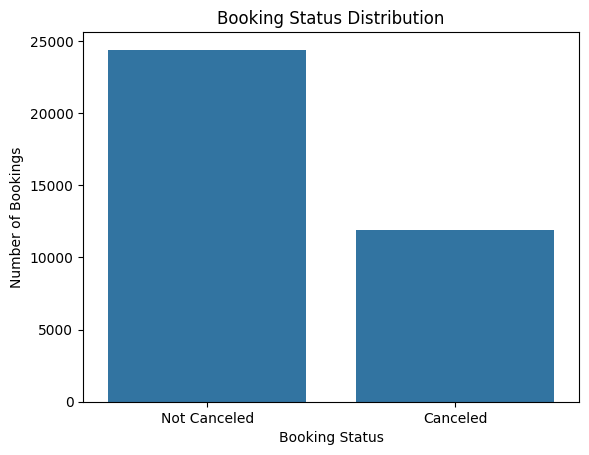 Booking Status Distribution
Number of Bookings
25000
20000
15000
10000
5000
0
Not Canceled
Canceled
Booking Status